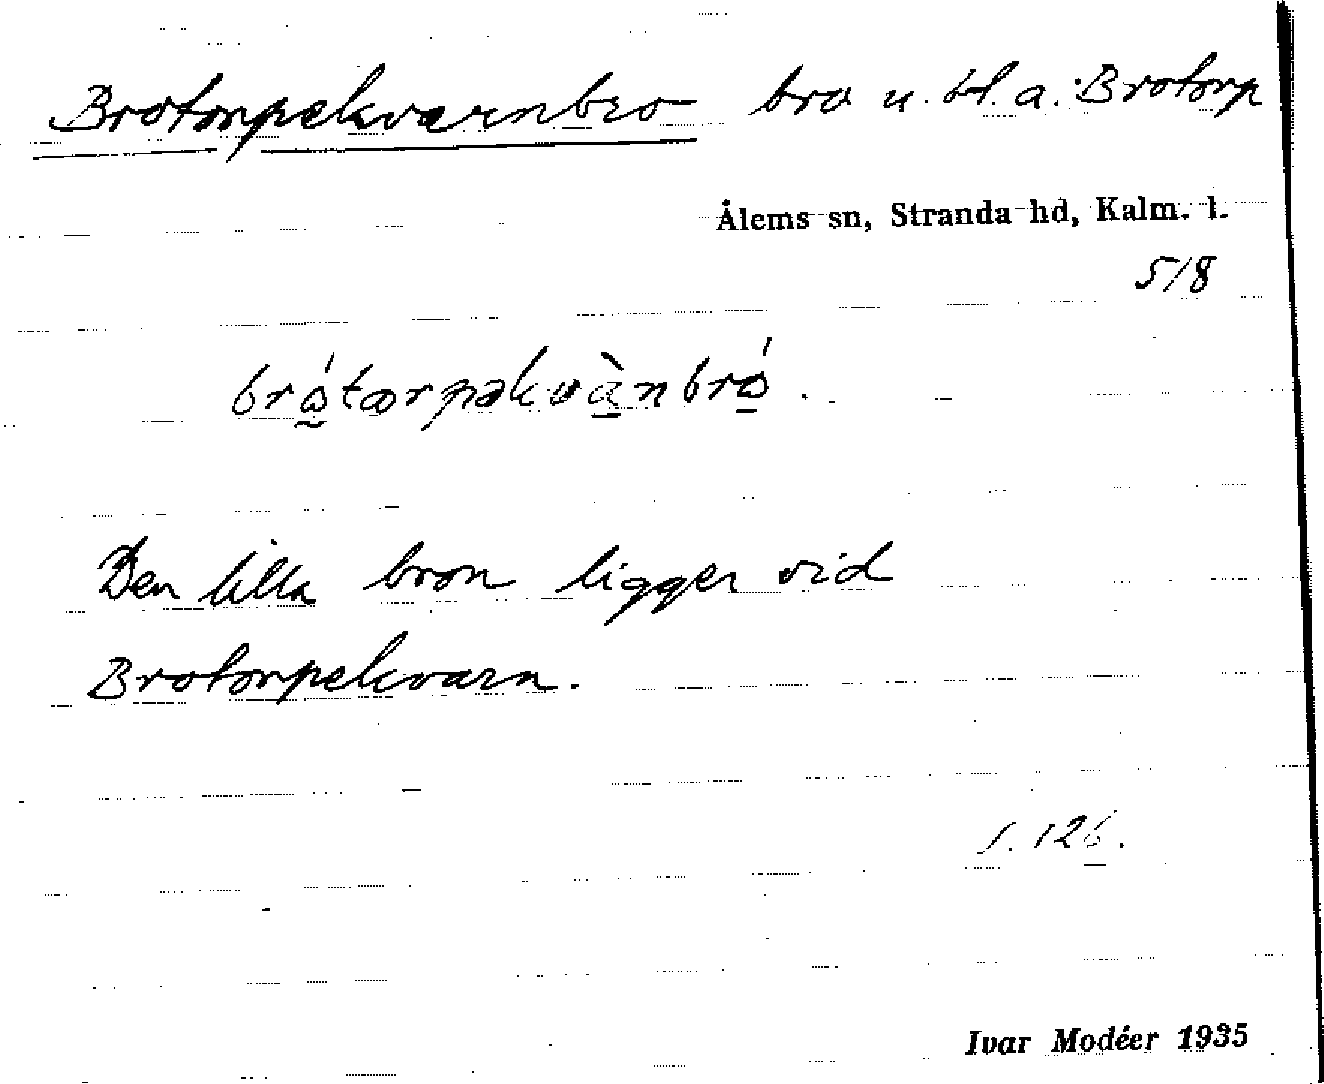 Brotorpekvarnbro bro u. bl. a. Brotorp
Ålems sn, Stranda hd, Kalm. l.
5/8
brǻtærpəkvànbrǻ.
Den lilla bron ligger vid
Brotorpekvarn.
s. 126.
Ivar Modéer 1935